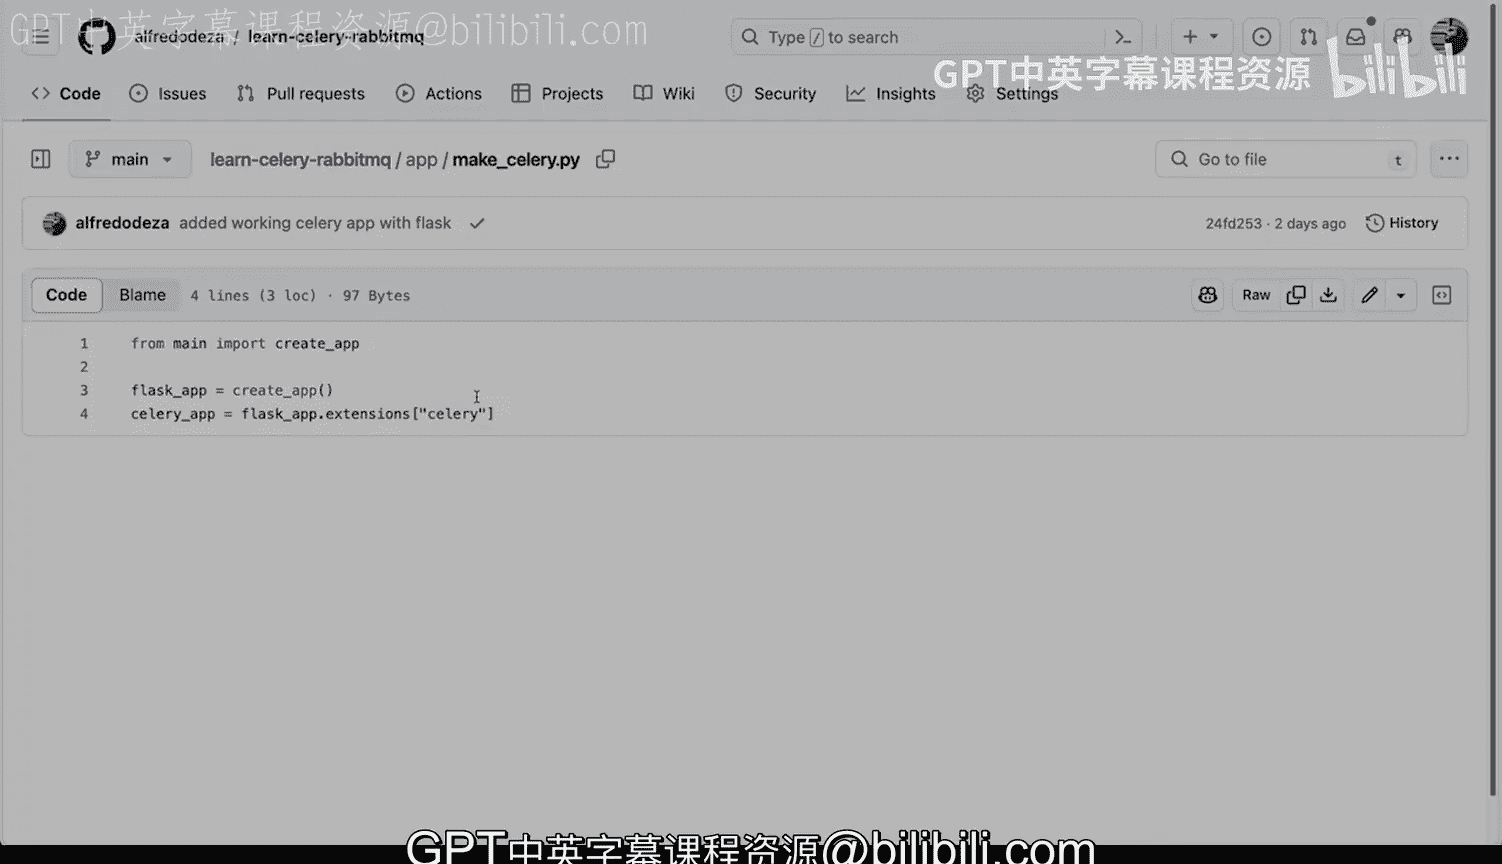 GPT中英字幕课程资源@bilibili.com
alfredodeza / learn-celery-rabbitmq
Type / to search
GPT中英字幕课程资源 bilibili
Code Issues Pull requests Actions Projects Wiki Security Insights Settings
main learn-celery-rabbitmq / app / make_celery.py Go to file t
alfredodeza added working celery app with flask 24fd253 · 2 days ago History
Code Blame 4 lines (3 loc) · 97 Bytes Raw
1 from main import create_app
2
3 flask_app = create_app()
4 celery_app = flask_app.extensions["celery"]
GPT中英字幕课程资源@bilibili.com